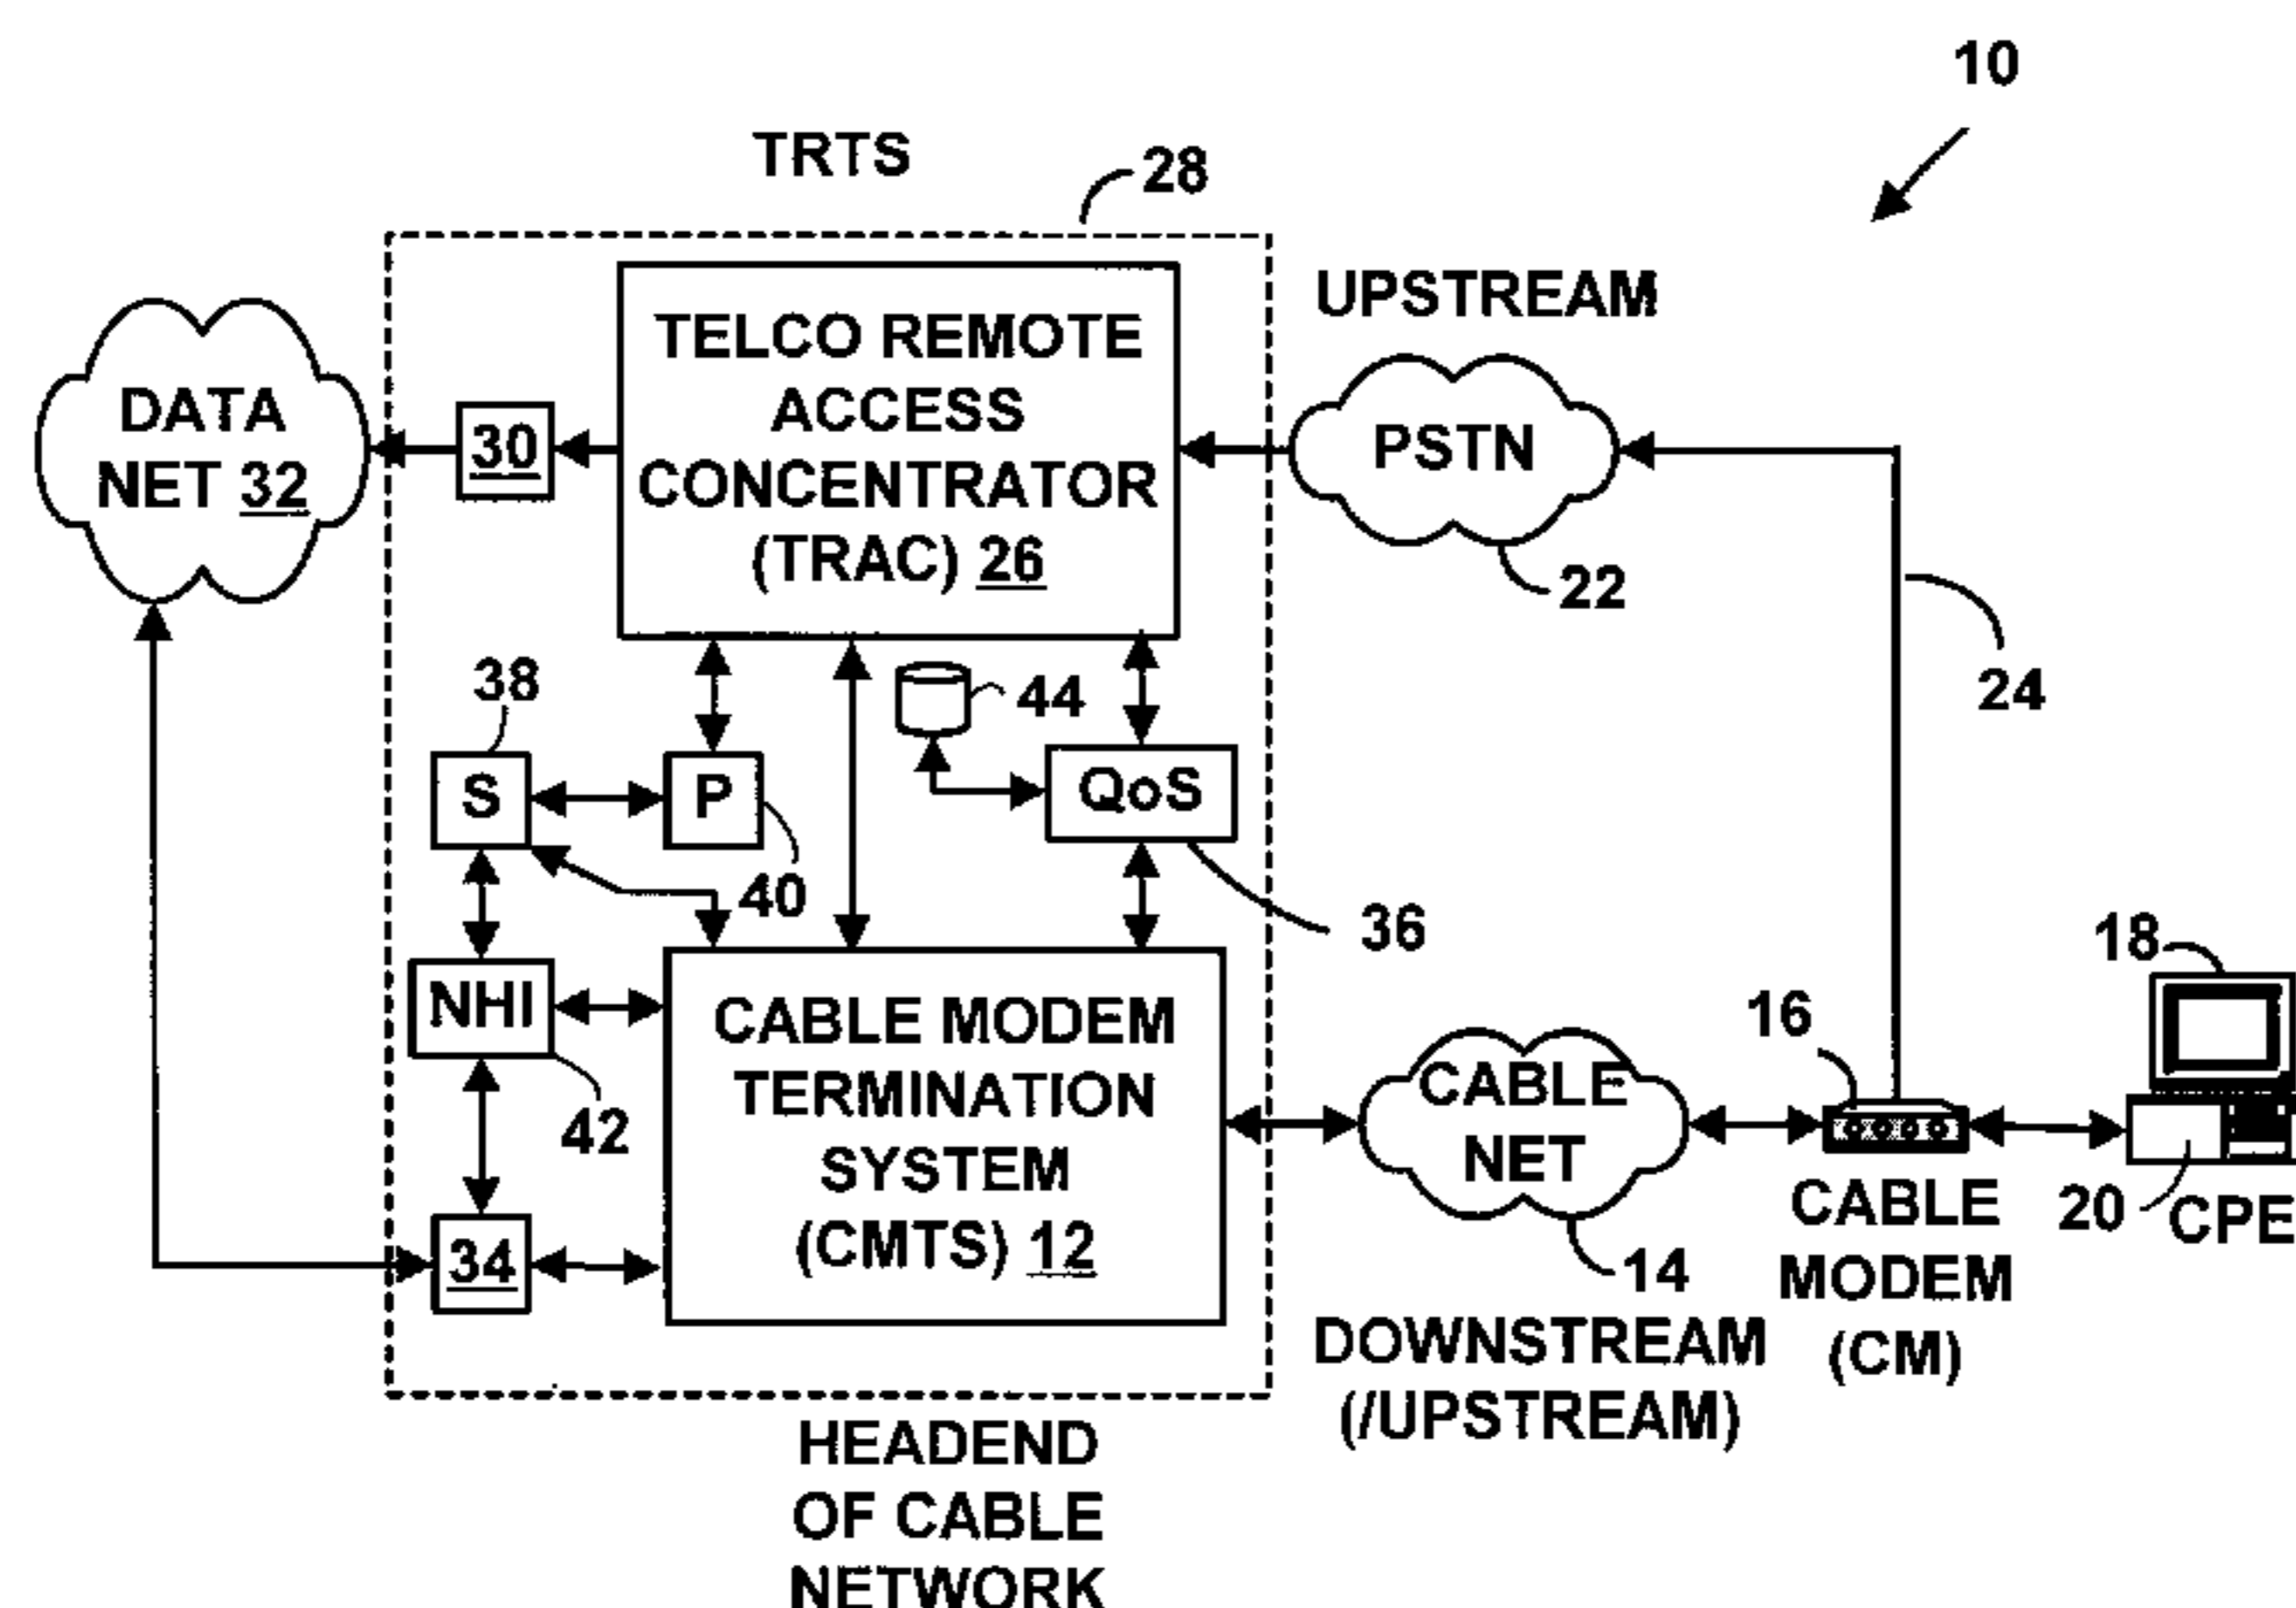 10
TRTS
28
UPSTREAM
TELCO REMOTE
ACCESS
CONCENTRATOR
(TRAC) 26
DATA
NET 32
30
PSTN
22
24
38
44
S
P
QoS
40
36
NHI
42
34
CABLE MODEM
TERMINATION
SYSTEM
(CMTS) 12
CABLE
NET
14
16
18
20
CPE
CABLE
MODEM
(CM)
DOWNSTREAM
(/UPSTREAM)
HEADEND
OF CABLE
NETWORK